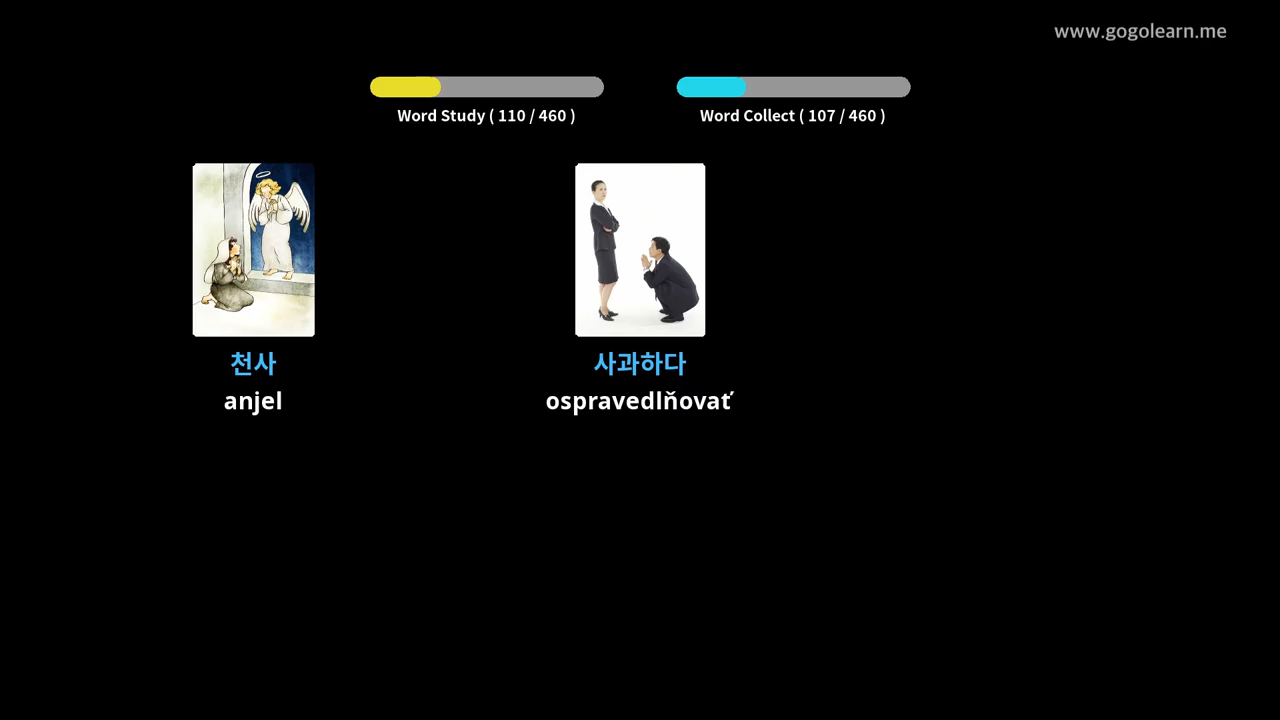 www.gogolearn.me
Word Study ( 110 / 460 )
Word Collect ( 107 / 460 )
천사
anjel
사과하다
ospravedlňovať